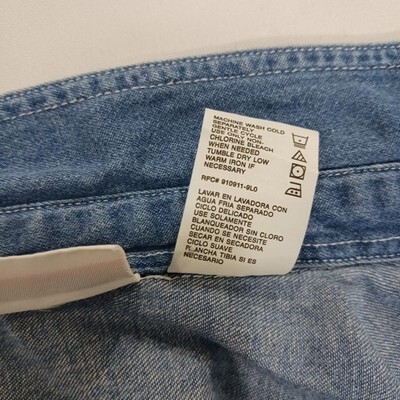 MACHINE WASH COLD
SEPARATELY
GENTLE CYCLE
USE ONLY NON-
CHLORINE BLEACH
WHEN NEEDED
TUMBLE DRY LOW
WARM IRON IF
NECESSARY
RFC# 910911-9L0
LAVAR EN LAVADORA CON
AGUA FRIA SEPARADO
CICLO DELICADO
USE SOLAMENTE
BLANQUEADOR SIN CLORO
CUANDO SE NECESITE
SECAR EN SECADORA
CICLO SUAVE
PLANCHA TIBIA SI ES
NECESARIO